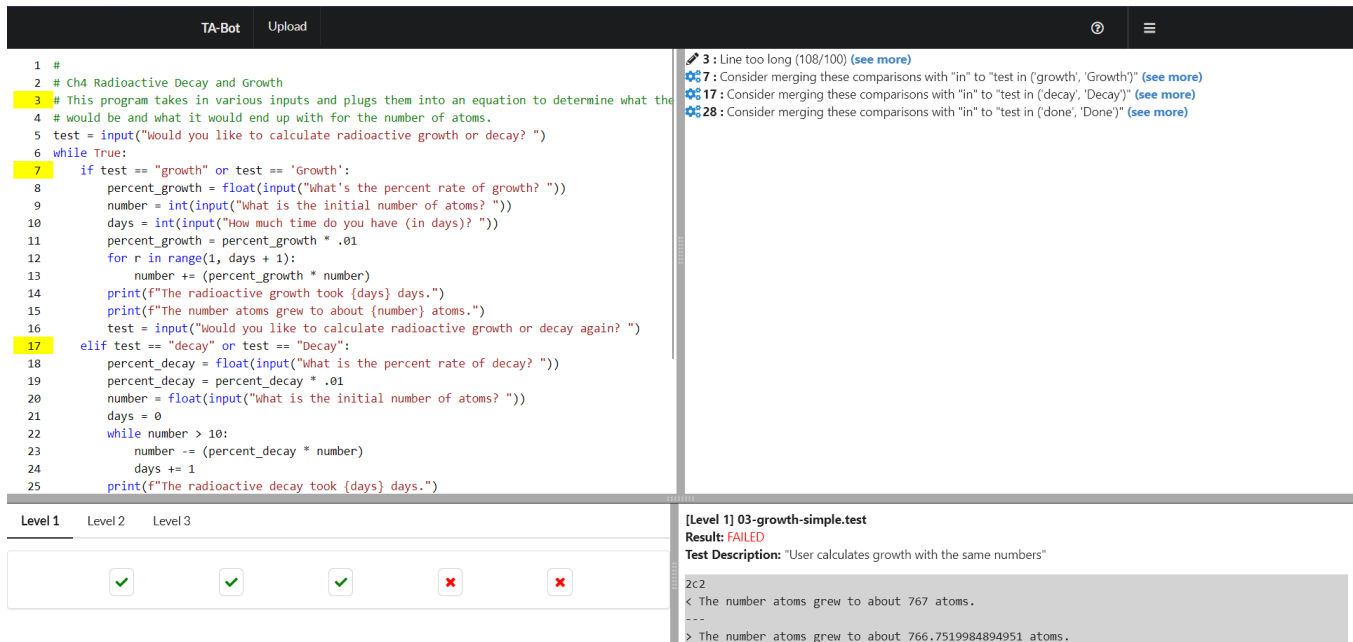 TA-Bot Upload
1 #
2 # Ch4 Radioactive Decay and Growth
3 # This program takes in various inputs and plugs them into an equation to determine what the
4 # would be and what it would end up with for the number of atoms.
5 test = input("Would you like to calculate radioactive growth or decay? ")
6 while True:
7 if test == "growth" or test == 'Growth':
8 percent_growth = float(input("What's the percent rate of growth? "))
9 number = int(input("What is the initial number of atoms? "))
10 days = int(input("How much time do you have (in days)? "))
11 percent_growth = percent_growth * .01
12 for r in range(1, days + 1):
13 number += (percent_growth * number)
14 print(f"The radioactive growth took {days} days.")
15 print(f"The number atoms grew to about {number} atoms.")
16 test = input("Would you like to calculate radioactive growth or decay again? ")
17 elif test == "decay" or test == "Decay":
18 percent_decay = float(input("What is the percent rate of decay? "))
19 percent_decay = percent_decay * .01
20 number = float(input("What is the initial number of atoms? "))
21 days = 0
22 while number > 10:
23 number -= (percent_decay * number)
24 days += 1
25 print(f"The radioactive decay took {days} days.")
3 : Line too long (108/100) (see more)
7 : Consider merging these comparisons with "in" to "test in ('growth', 'Growth')" (see more)
17 : Consider merging these comparisons with "in" to "test in ('decay', 'Decay')" (see more)
28 : Consider merging these comparisons with "in" to "test in ('done', 'Done')" (see more)
Level 1 Level 2 Level 3
[Level 1] 03-growth-simple.test
Result: FAILED
Test Description: "User calculates growth with the same numbers"
2c2
< The number atoms grew to about 767 atoms.
---
> The number atoms grew to about 766.7519984894951 atoms.